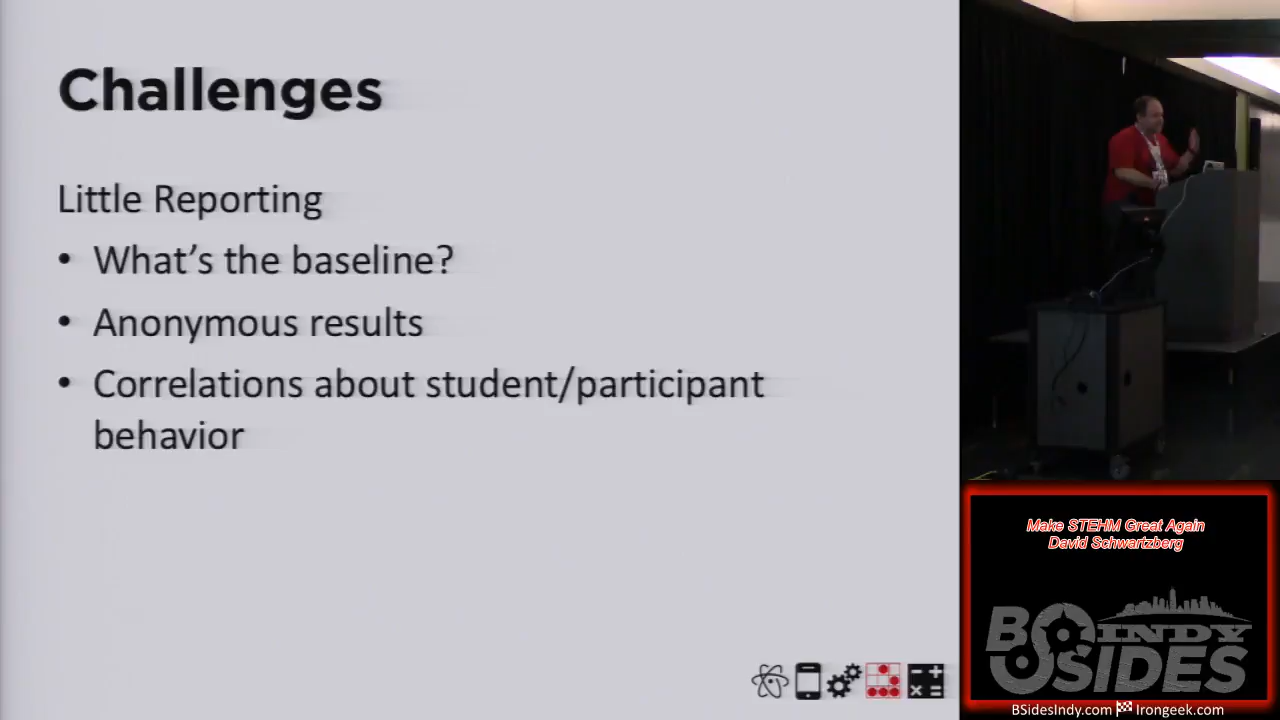 Challenges
Little Reporting
• What's the baseline?
• Anonymous results
• Correlations about student/participant
behavior
Make STEHM Great Again
David Schwartzberg
BSIDES INDY
BSidesIndy.com Irongeek.com